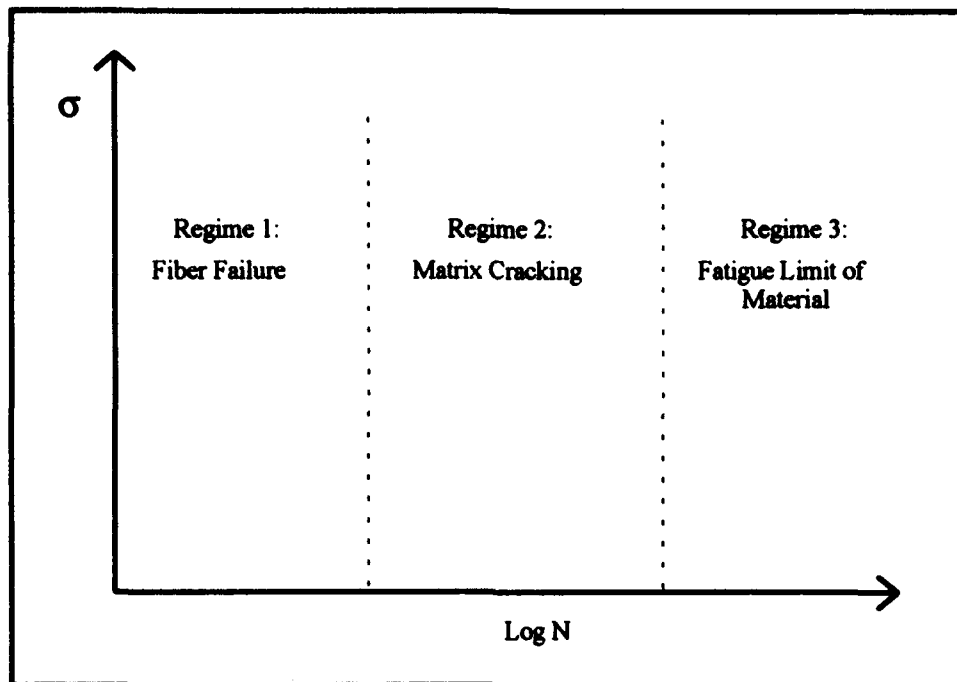 σ
Regime 1:
Fiber Failure
Regime 2:
Matrix Cracking
Regime 3:
Fatigue Limit of
Material
Log N